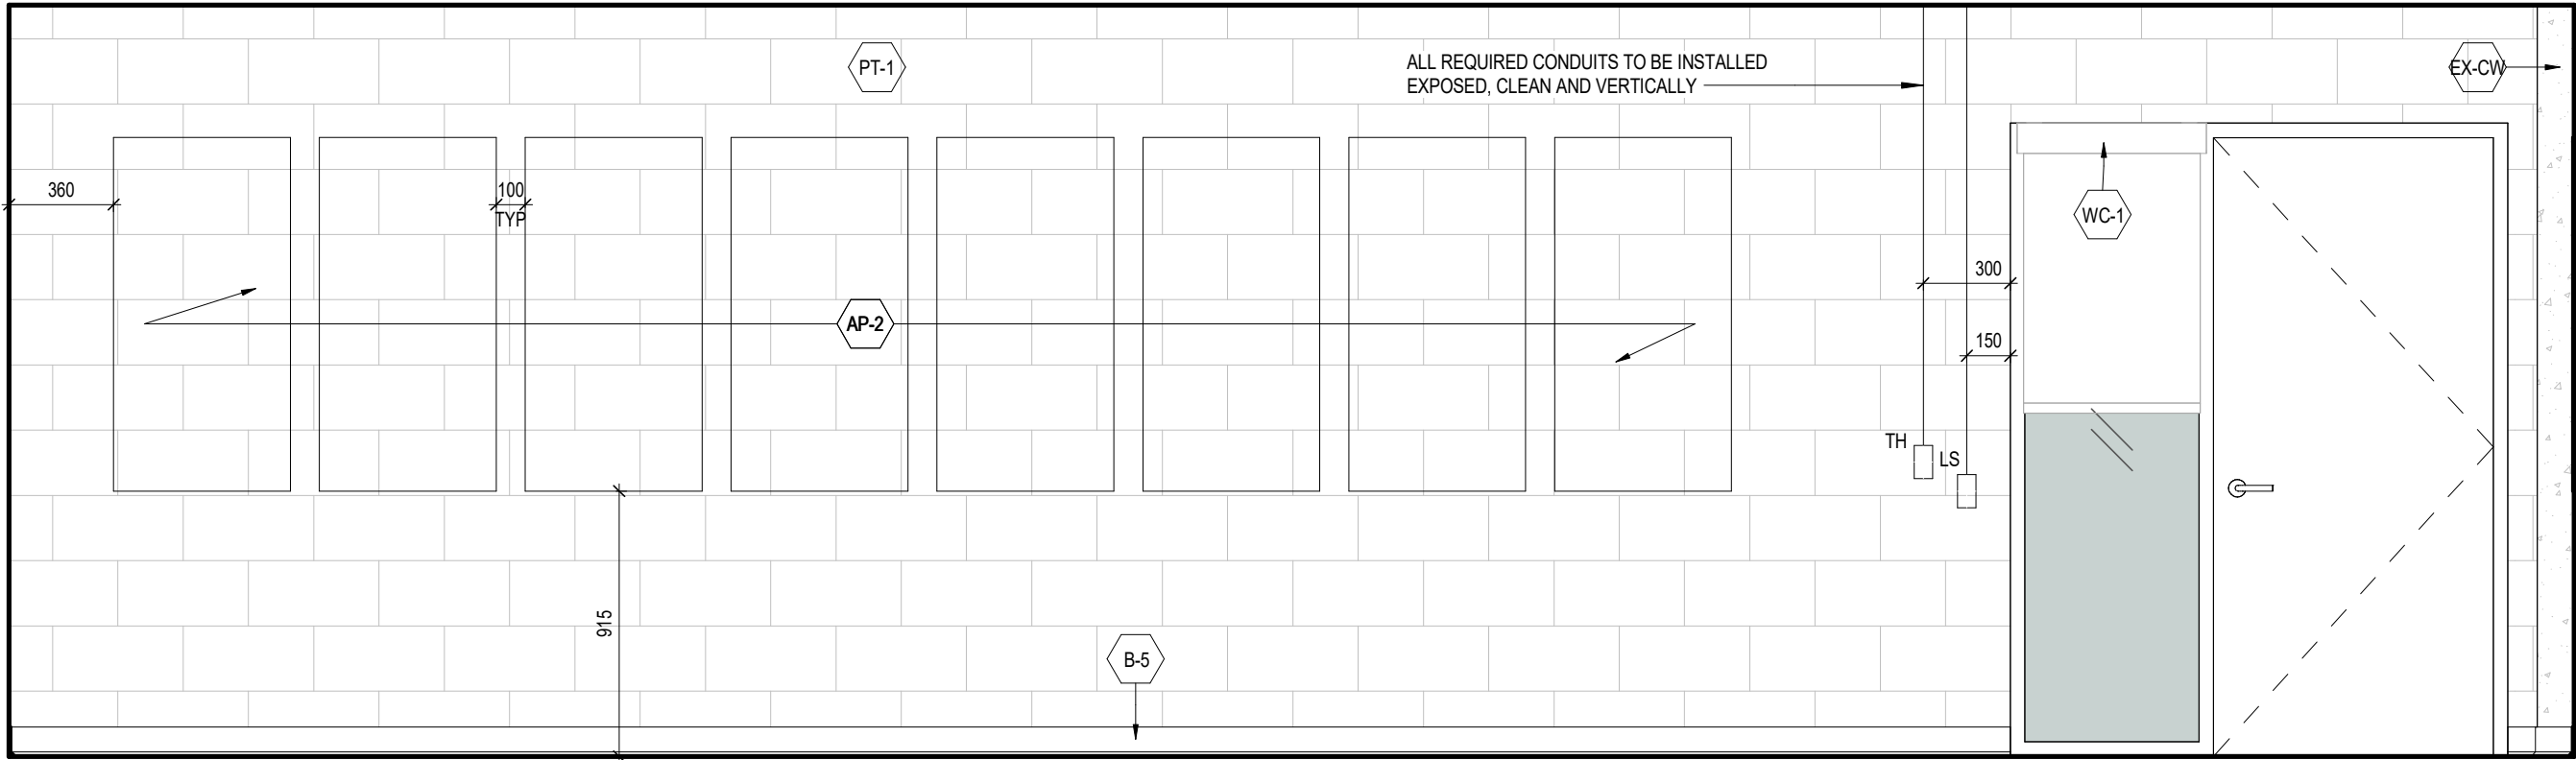 PT-1
ALL REQUIRED CONDUITS TO BE INSTALLED
EXPOSED, CLEAN AND VERTICALLY
EX-CW
360
100
TYP
WC-1
300
AP-2
150
TH
LS
915
B-5